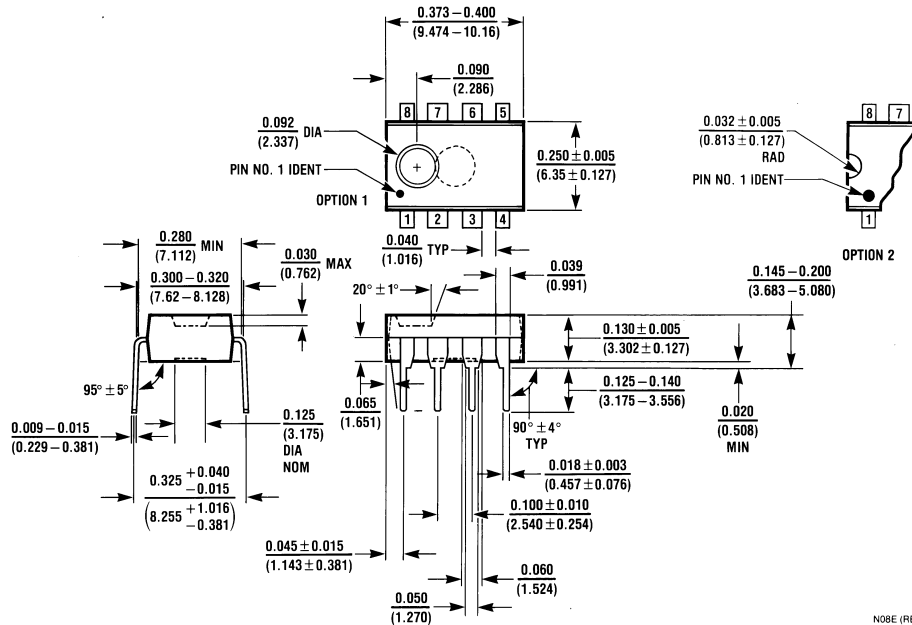 0.373–0.400
(9.474–10.16)
0.090
(2.286)
8 7 6 5
0.092
(2.337)
DIA
PIN NO. 1 IDENT
OPTION 1
1 2 3 4
0.250 ± 0.005
(6.35 ± 0.127)
8 7
0.032 ± 0.005
(0.813 ± 0.127)
RAD
PIN NO. 1 IDENT
1
OPTION 2
0.280
(7.112)
MIN
0.300–0.320
(7.62–8.128)
0.030
(0.762)
MAX
0.040
(1.016)
TYP
0.039
(0.991)
20° ± 1°
0.145–0.200
(3.683–5.080)
0.130 ± 0.005
(3.302 ± 0.127)
0.125–0.140
(3.175–3.556)
0.020
(0.508)
MIN
95° ± 5°
0.065
(1.651)
90° ± 4°
TYP
0.009–0.015
(0.229–0.381)
0.125
(3.175)
DIA
NOM
0.018 ± 0.003
(0.457 ± 0.076)
0.325 +0.040
−0.015
(8.255 +1.016
−0.381)
0.100 ± 0.010
(2.540 ± 0.254)
0.045 ± 0.015
(1.143 ± 0.381)
0.060
(1.524)
0.050
(1.270)
N08E